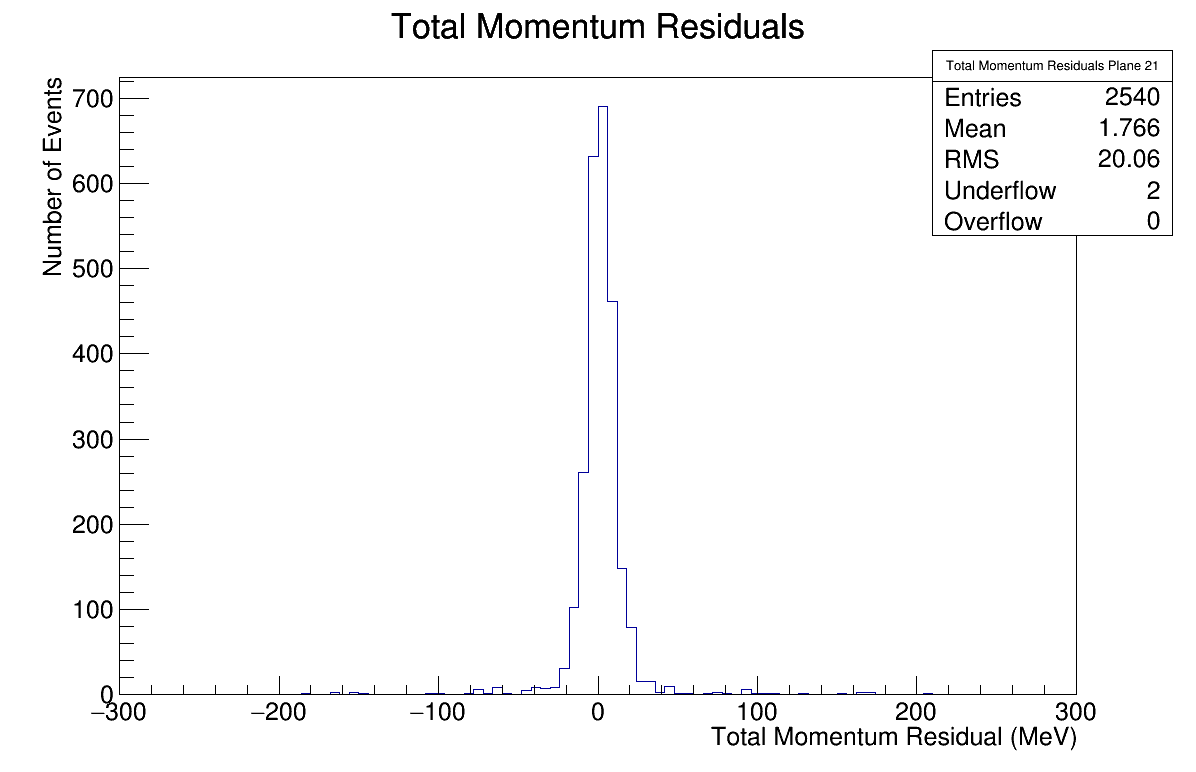 Total Momentum Residuals
Total Momentum Residuals Plane 21
Entries 2540
Mean 1.766
RMS 20.06
Underflow 2
Overflow 0
Number of Events
700
600
500
400
300
200
100
0
−300 −200 −100 0 100 200 300
Total Momentum Residual (MeV)